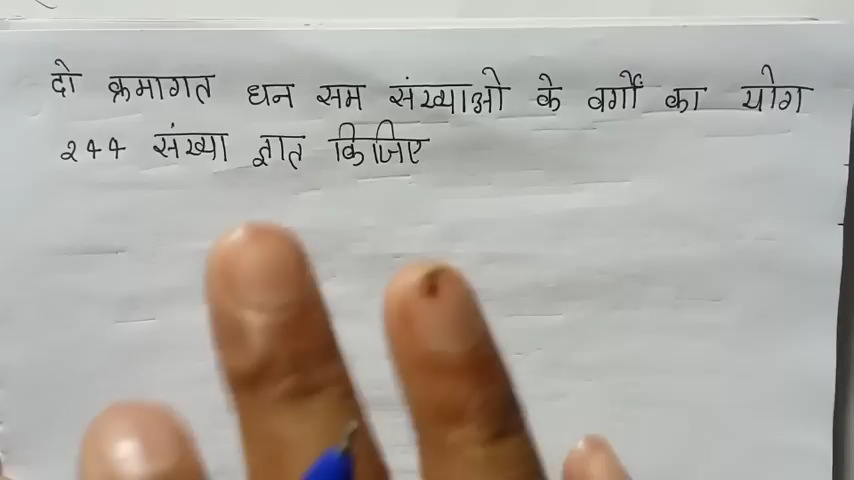 दो क्रमागत धन सम संख्याओ के वर्गों का योग
244 संख्या ज्ञात किजिए